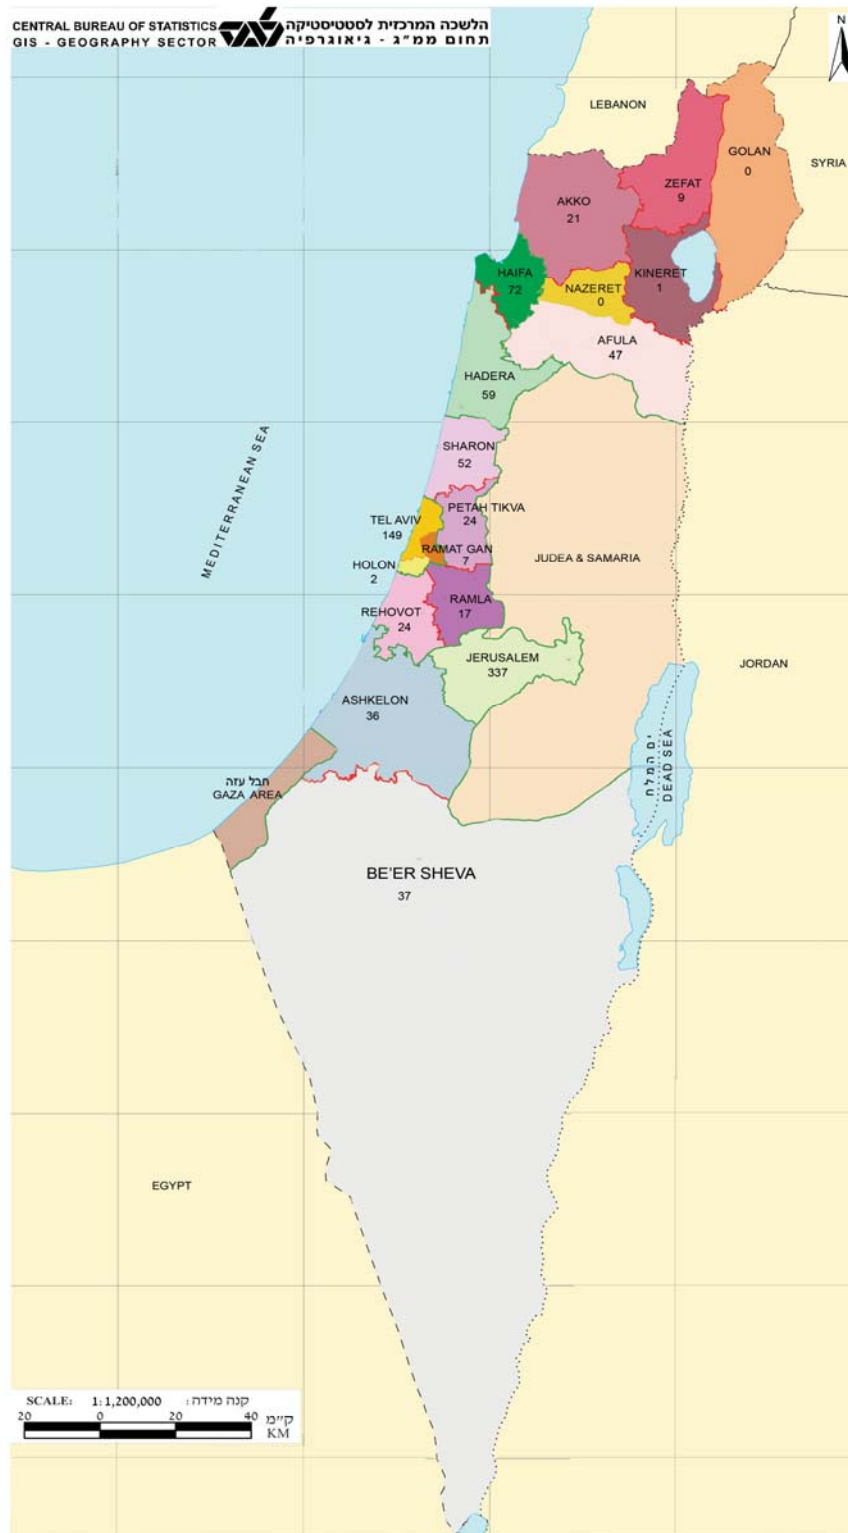 CENTRAL BUREAU OF STATISTICS
GIS - GEOGRAPHY SECTOR
הלשכה המרכזית לסטטיסטיקה
תחום ממ"ג - גיאוגרפיה
N
LEBANON
SYRIA
GOLAN
0
ZEFAT
9
AKKO
21
HAIFA
72
NAZERET
0
KINERET
1
AFULA
47
HADERA
59
SHARON
52
MEDITERRANEAN SEA
PETAH TIKVA
24
TEL AVIV
149
RAMAT GAN
7
HOLON
2
JUDEA & SAMARIA
RAMLA
17
REHOVOT
24
JERUSALEM
337
JORDAN
ASHKELON
36
ים המלח
DEAD SEA
חבל עזה
GAZA AREA
BE'ER SHEVA
37
EGYPT
SCALE: 1:1,200,000 קנה מידה:
20 0 20 40 ק"מ
KM